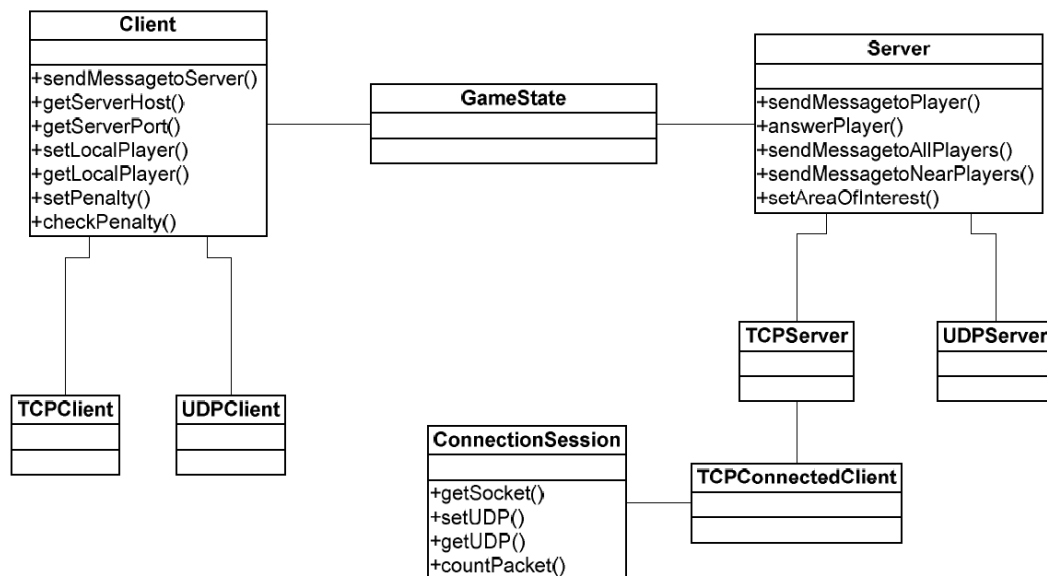 Client
+sendMessagetoServer()
+getServerHost()
+getServerPort()
+setLocalPlayer()
+getLocalPlayer()
+setPenalty()
+checkPenalty()
GameState
Server
+sendMessagetoPlayer()
+answerPlayer()
+sendMessagetoAllPlayers()
+sendMessagetoNearPlayers()
+setAreaOfInterest()
TCPClient
UDPClient
TCPServer
UDPServer
ConnectionSession
+getSocket()
+setUDP()
+getUDP()
+countPacket()
TCPConnectedClient